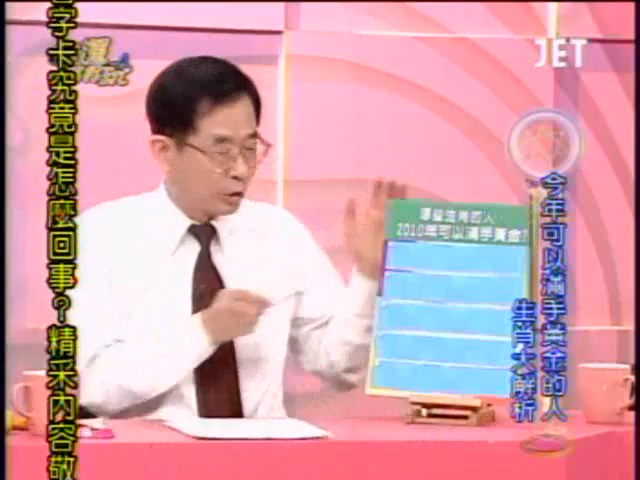 字卡究竟是怎麼回事?精采內容敬
JET
哪些生肖的人,
2010年可以滿手黃金?
今年可以滿手黃金的人
生肖大解析